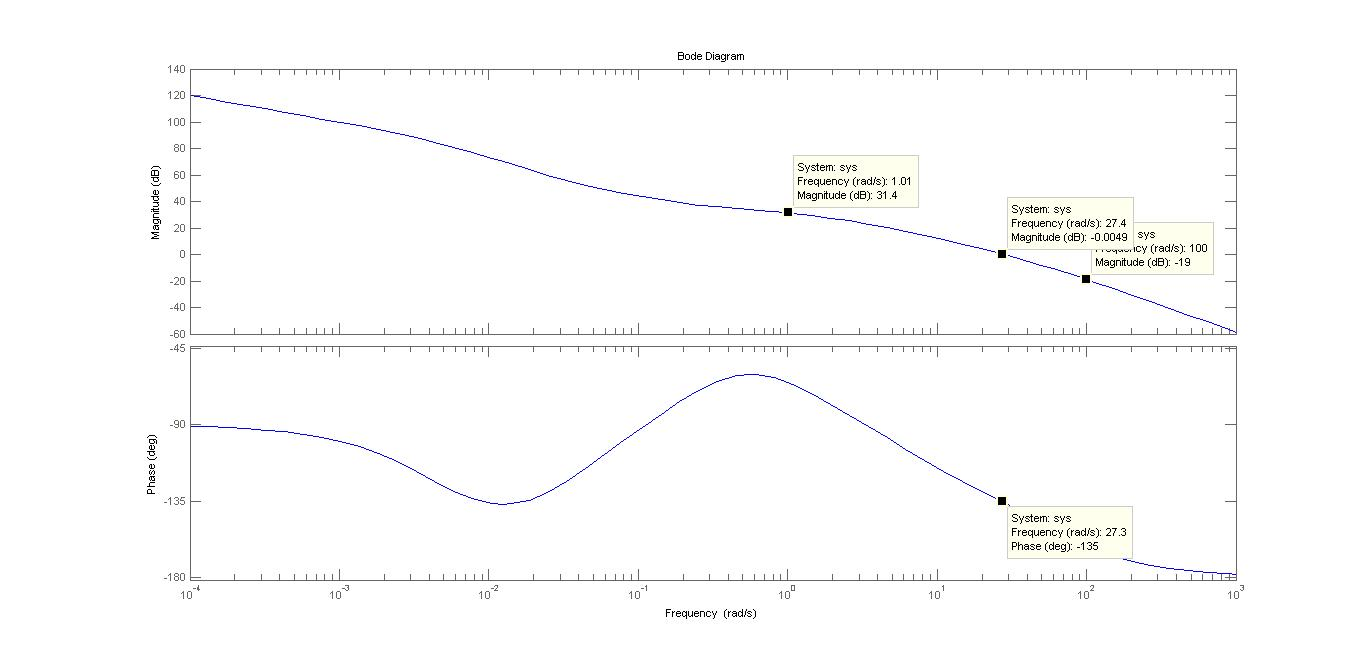 Bode Diagram
140
120
100
80
60
40
20
0
-20
-40
-60
Magnitude (dB)
System: sys
Frequency (rad/s): 1.01
Magnitude (dB): 31.4
System: sys
Frequency (rad/s): 27.4
Magnitude (dB): -0.0049
sys
(rad/s): 100
Magnitude (dB): -19
-45
-90
-135
-180
Phase (deg)
System: sys
Frequency (rad/s): 27.3
Phase (deg): -135
10^-4
10^-3
10^-2
10^-1
10^0
10^1
10^2
10^3
Frequency (rad/s)